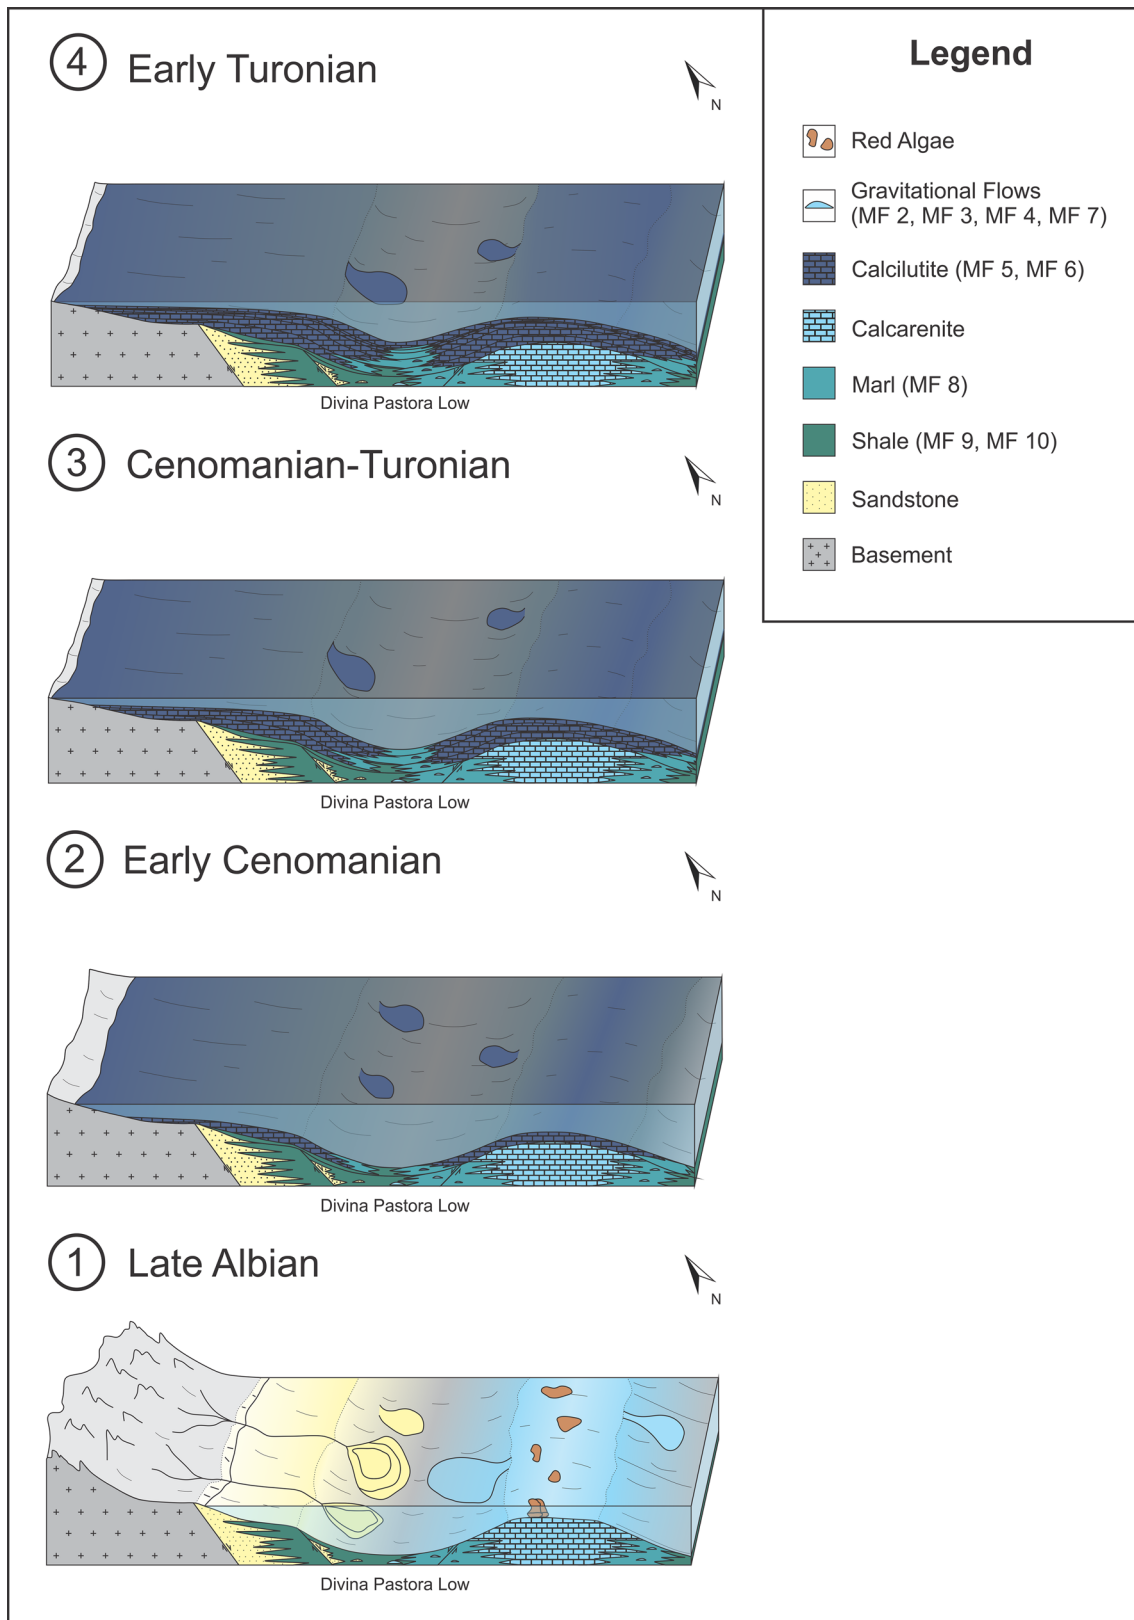 4 Early Turonian
N
Divina Pastora Low
3 Cenomanian-Turonian
N
Divina Pastora Low
2 Early Cenomanian
N
Divina Pastora Low
1 Late Albian
N
Divina Pastora Low
Legend
Red Algae
Gravitational Flows
(MF 2, MF 3, MF 4, MF 7)
Calcilutite (MF 5, MF 6)
Calcarenite
Marl (MF 8)
Shale (MF 9, MF 10)
Sandstone
Basement